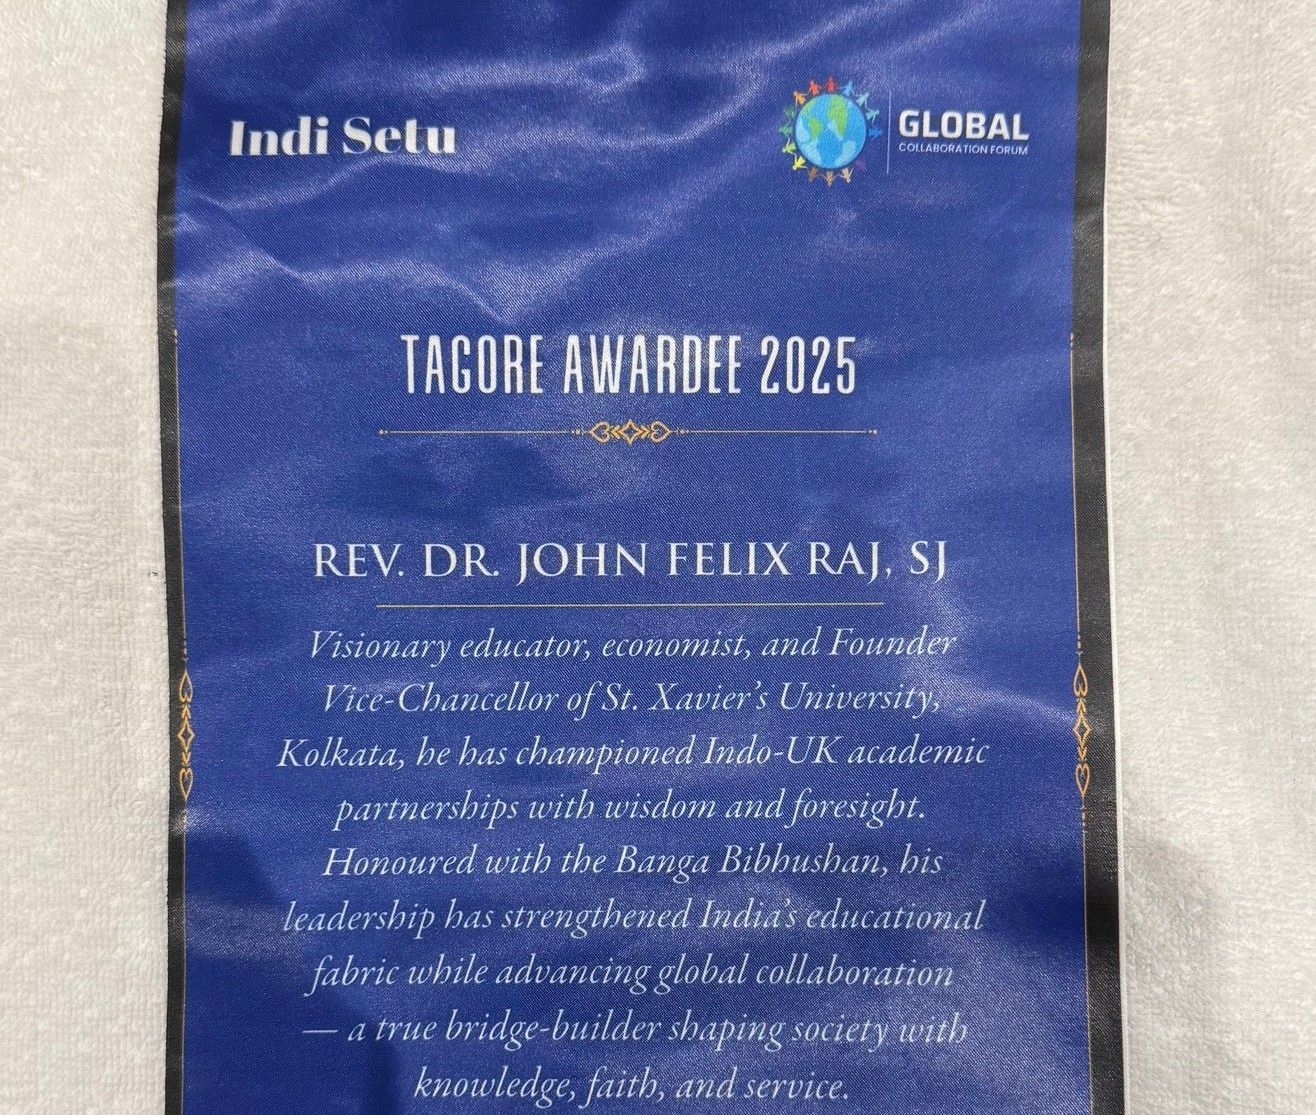 Indi Setu
GLOBAL
COLLABORATION FORUM
TAGORE AWARDEE 2025
REV. DR. JOHN FELIX RAJ, SJ
Visionary educator, economist, and Founder
Vice-Chancellor of St. Xavier's University,
Kolkata, he has championed Indo-UK academic
partnerships with wisdom and foresight.
Honoured with the Banga Bibhushan, his
leadership has strengthened India's educational
fabric while advancing global collaboration
— a true bridge-builder shaping society with
knowledge, faith, and service.